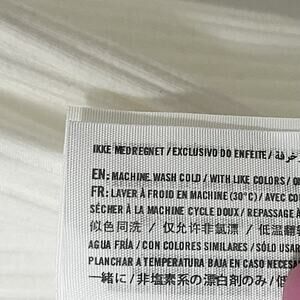 IKKE MEDREGNET / EXCLUSIVO DO ENFEITE /
EN: MACHINE WASH COLD / WITH LIKE COLORS /
FR: LAVER À FROID EN MACHINE (30°C) / AVEC
SÉCHER À LA MACHINE CYCLE DOUX / REPASSAGE À
似色同洗 / 仅允许非氯漂 / 低温翻转
AGUA FRÍA / CON COLORES SIMILARES / SÓLO
PLANCHAR A TEMPERATURA BAJA EN CASO
一緒に / 非塩素系の漂白剤のみ / 低